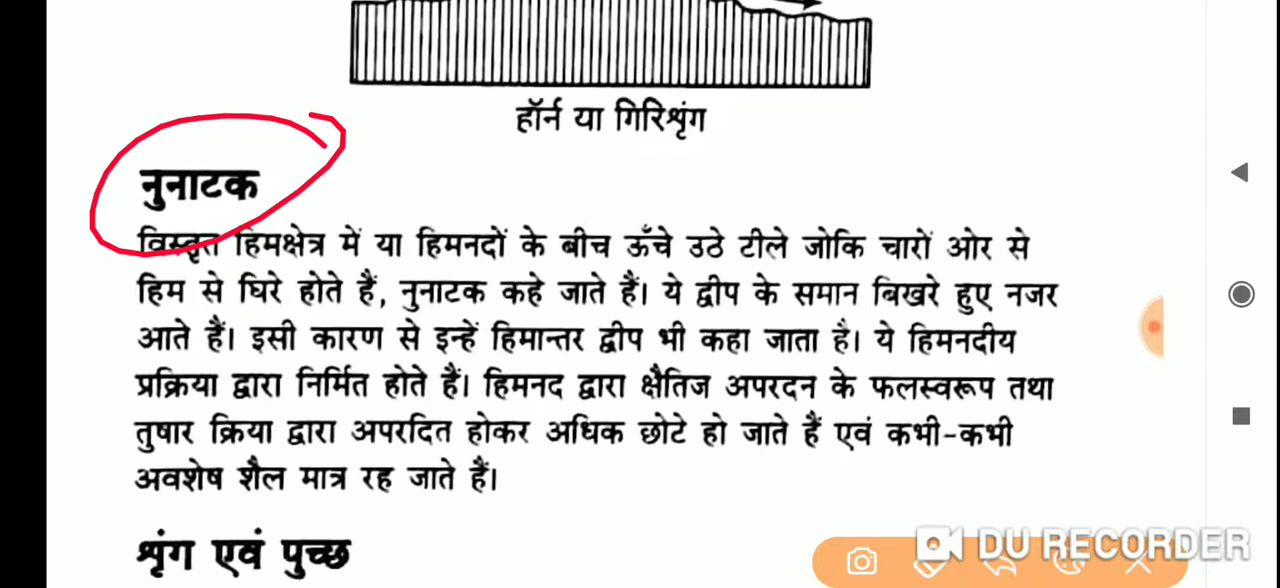 हॉर्न या गिरिशृंग
नुनाटक
विस्तृत हिमक्षेत्र में या हिमनदों के बीच ऊँचे उठे टीले जोकि चारों ओर से
हिम से घिरे होते हैं, नुनाटक कहे जाते हैं। ये द्वीप के समान बिखरे हुए नजर
आते हैं। इसी कारण से इन्हें हिमान्तर द्वीप भी कहा जाता है। ये हिमनदीय
प्रक्रिया द्वारा निर्मित होते हैं। हिमनद द्वारा क्षैतिज अपरदन के फलस्वरूप तथा
तुषार क्रिया द्वारा अपरदित होकर अधिक छोटे हो जाते हैं एवं कभी-कभी
अवशेष शैल मात्र रह जाते हैं।
शृंग एवं पुच्छ
DU RECORDER